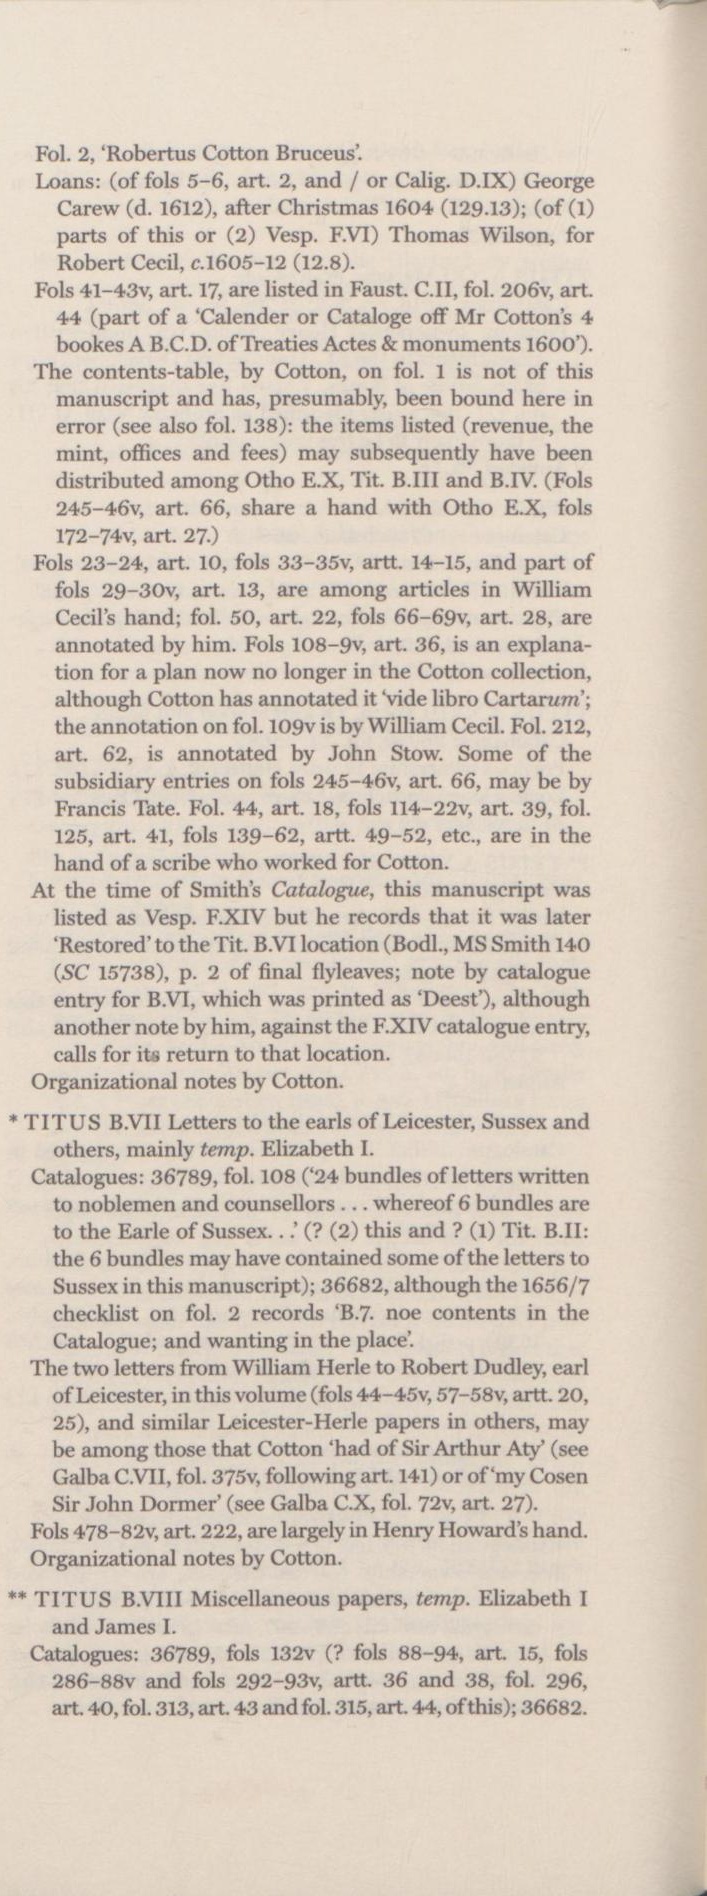 Fol. 2, ‘Robertus Cotton Bruceus’.
Loans: (of fols 5–6, art. 2, and / or Calig. D.IX) George
Carew (d. 1612), after Christmas 1604 (129.13); (of (1)
parts of this or (2) Vesp. F.VI) Thomas Wilson, for
Robert Cecil, c.1605–12 (12.8).
Fols 41–43v, art. 17, are listed in Faust. C.II, fol. 206v, art.
44 (part of a ‘Calender or Cataloge off Mr Cotton’s 4
bookes A B.C.D. of Treaties Actes & monuments 1600’).
The contents-table, by Cotton, on fol. 1 is not of this
manuscript and has, presumably, been bound here in
error (see also fol. 138): the items listed (revenue, the
mint, offices and fees) may subsequently have been
distributed among Otho E.X, Tit. B.III and B.IV. (Fols
245–46v, art. 66, share a hand with Otho E.X, fols
172–74v, art. 27.)
Fols 23–24, art. 10, fols 33–35v, artt. 14–15, and part of
fols 29–30v, art. 13, are among articles in William
Cecil’s hand; fol. 50, art. 22, fols 66–69v, art. 28, are
annotated by him. Fols 108–9v, art. 36, is an explana-
tion for a plan now no longer in the Cotton collection,
although Cotton has annotated it ‘vide libro Cartarum’;
the annotation on fol. 109v is by William Cecil. Fol. 212,
art. 62, is annotated by John Stow. Some of the
subsidiary entries on fols 245–46v, art. 66, may be by
Francis Tate. Fol. 44, art. 18, fols 114–22v, art. 39, fol.
125, art. 41, fols 139–62, artt. 49–52, etc., are in the
hand of a scribe who worked for Cotton.
At the time of Smith’s Catalogue, this manuscript was
listed as Vesp. F.XIV but he records that it was later
‘Restored’ to the Tit. B.VI location (Bodl., MS Smith 140
(SC 15738), p. 2 of final flyleaves; note by catalogue
entry for B.VI, which was printed as ‘Deest’), although
another note by him, against the F.XIV catalogue entry,
calls for its return to that location.
Organizational notes by Cotton.
* TITUS B.VII Letters to the earls of Leicester, Sussex and
others, mainly temp. Elizabeth I.
Catalogues: 36789, fol. 108 (‘24 bundles of letters written
to noblemen and counsellors . . . whereof 6 bundles are
to the Earle of Sussex. . .’ (? (2) this and ? (1) Tit. B.II:
the 6 bundles may have contained some of the letters to
Sussex in this manuscript); 36682, although the 1656/7
checklist on fol. 2 records ‘B.7. noe contents in the
Catalogue; and wanting in the place’.
The two letters from William Herle to Robert Dudley, earl
of Leicester, in this volume (fols 44–45v, 57–58v, artt. 20,
25), and similar Leicester-Herle papers in others, may
be among those that Cotton ‘had of Sir Arthur Aty’ (see
Galba C.VII, fol. 375v, following art. 141) or of ‘my Cosen
Sir John Dormer’ (see Galba C.X, fol. 72v, art. 27).
Fols 478–82v, art. 222, are largely in Henry Howard’s hand.
Organizational notes by Cotton.
** TITUS B.VIII Miscellaneous papers, temp. Elizabeth I
and James I.
Catalogues: 36789, fols 132v (? fols 88–94, art. 15, fols
286–88v and fols 292–93v, artt. 36 and 38, fol. 296,
art. 40, fol. 313, art. 43 and fol. 315, art. 44, of this); 36682.